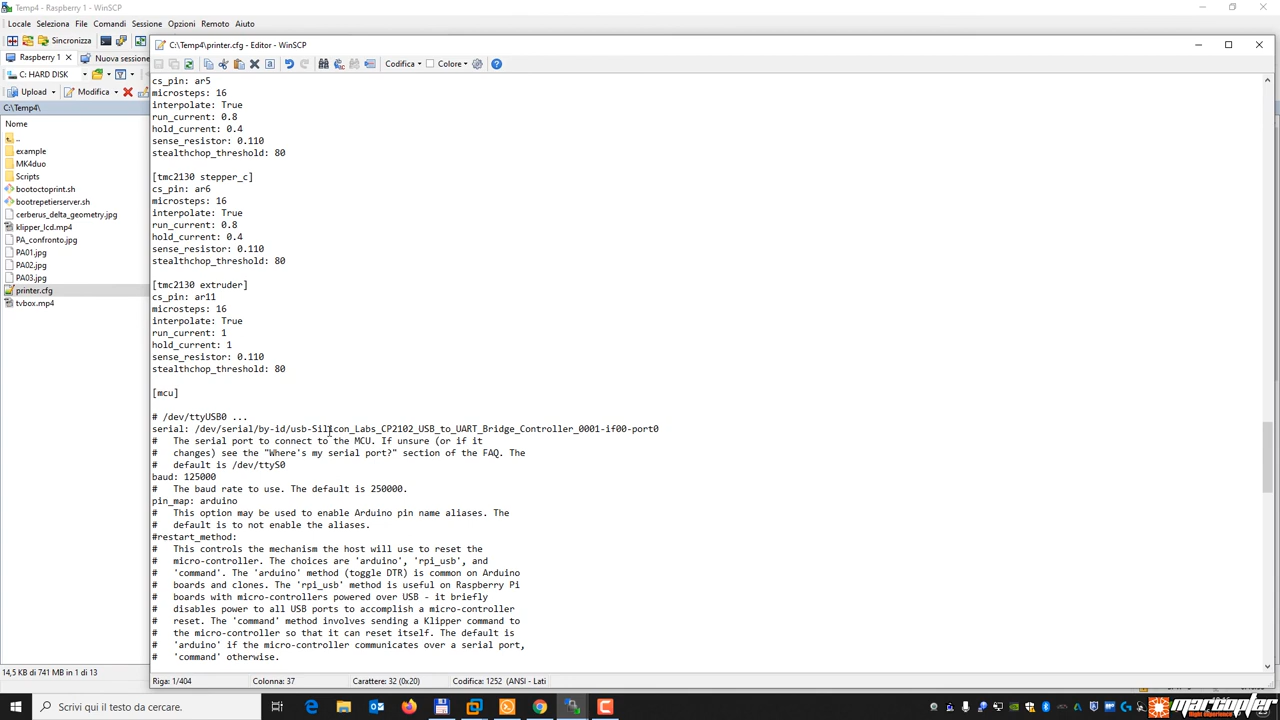 Temp4 - Raspberry 1 - WinSCP
Locale Seleziona File Comandi Sessione Opzioni Remoto Aiuto
Sincronizza
Raspberry 1 Nuova sessione
C: HARD DISK
Upload Modifica
C:\Temp4\
Nome
..
example
MK4duo
Scripts
bootoctoprint.sh
bootrepetierserver.sh
cerberus_delta_geometry.jpg
klipper_lcd.mp4
PA_confronto.jpg
PA01.jpg
PA02.jpg
PA03.jpg
printer.cfg
tvbox.mp4
14,5 KB di 741 MB in 1 di 13
C:\Temp4\printer.cfg - Editor - WinSCP
Codifica Colore
cs_pin: ar5
microsteps: 16
interpolate: True
run_current: 0.8
hold_current: 0.4
sense_resistor: 0.110
stealthchop_threshold: 80
[tmc2130 stepper_c]
cs_pin: ar6
microsteps: 16
interpolate: True
run_current: 0.8
hold_current: 0.4
sense_resistor: 0.110
stealthchop_threshold: 80
[tmc2130 extruder]
cs_pin: ar11
microsteps: 16
interpolate: True
run_current: 1
hold_current: 1
sense_resistor: 0.110
stealthchop_threshold: 80
[mcu]
# /dev/ttyUSB0 ...
serial: /dev/serial/by-id/usb-Silicon_Labs_CP2102_USB_to_UART_Bridge_Controller_0001-if00-port0
#   The serial port to connect to the MCU. If unsure (or if it
#   changes) see the "Where's my serial port?" section of the FAQ. The
#   default is /dev/ttyS0
baud: 125000
#   The baud rate to use. The default is 250000.
pin_map: arduino
#   This option may be used to enable Arduino pin name aliases. The
#   default is to not enable the aliases.
#restart_method:
#   This controls the mechanism the host will use to reset the
#   micro-controller. The choices are 'arduino', 'rpi_usb', and
#   'command'. The 'arduino' method (toggle DTR) is common on Arduino
#   boards and clones. The 'rpi_usb' method is useful on Raspberry Pi
#   boards with micro-controllers powered over USB - it briefly
#   disables power to all USB ports to accomplish a micro-controller
#   reset. The 'command' method involves sending a Klipper command to
#   the micro-controller so that it can reset itself. The default is
#   'arduino' if the micro-controller communicates over a serial port,
#   'command' otherwise.
Riga: 1/404 Colonna: 37 Carattere: 32 (0x20) Codifica: 1252 (ANSI - Lati
Scrivi qui il testo da cercare.
marcopter